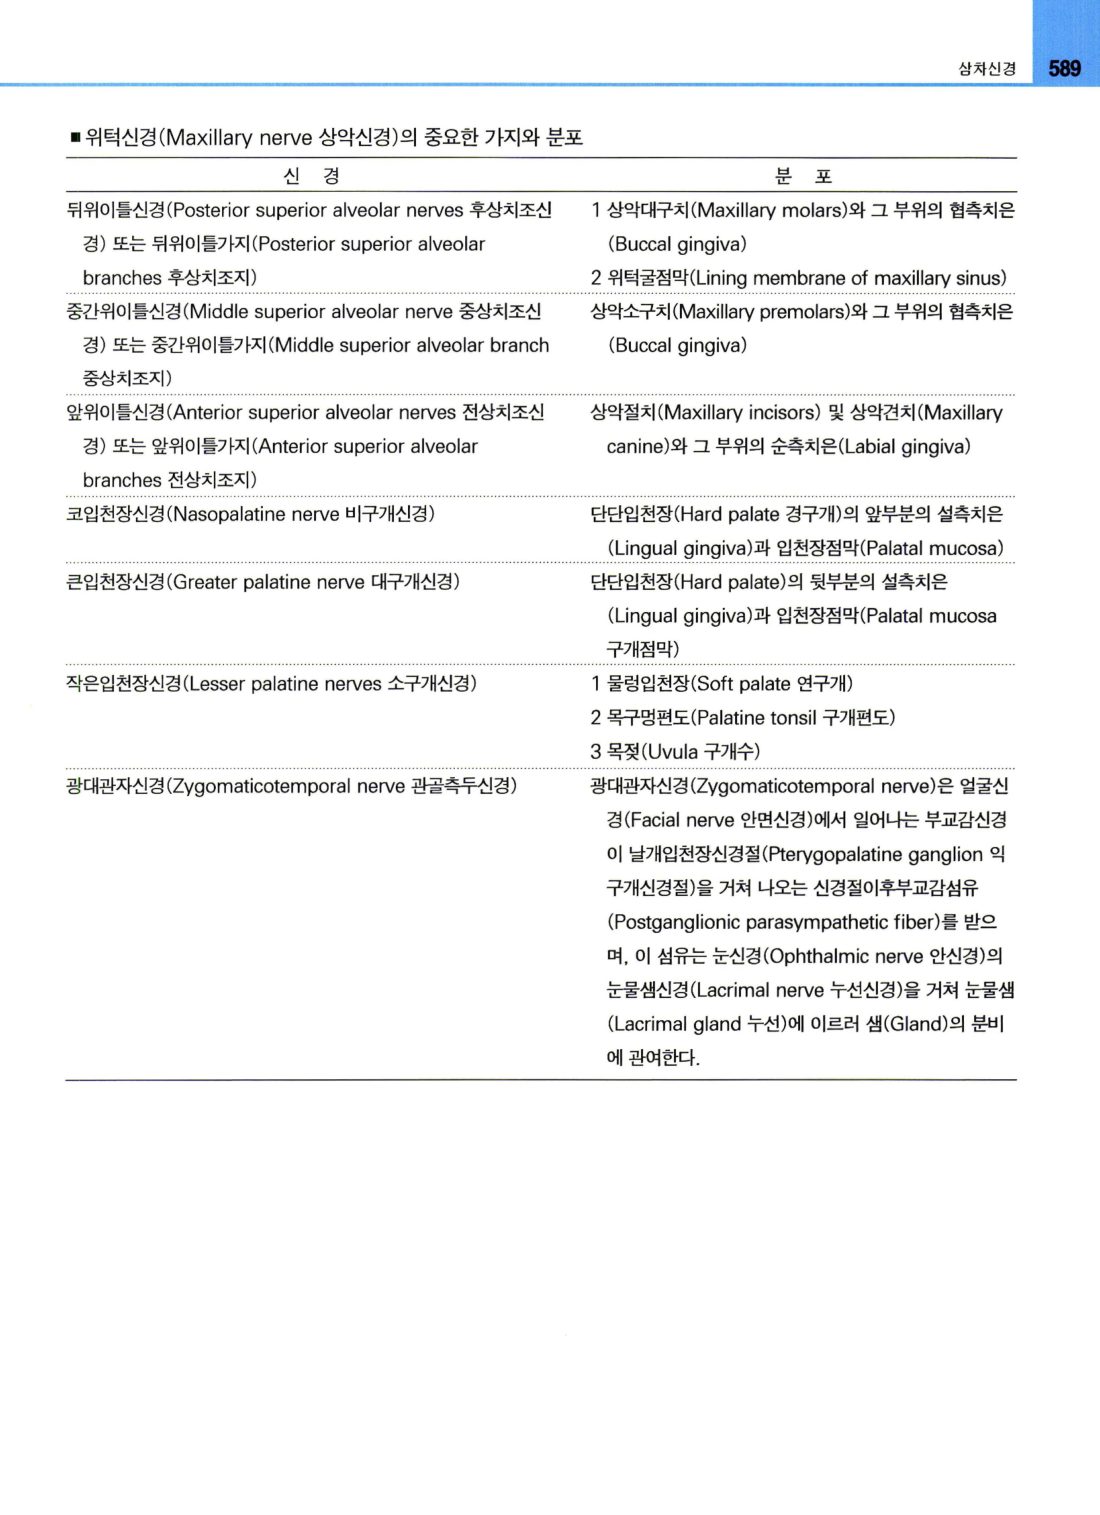 삼차신경 589
■ 위턱신경(Maxillary nerve 상악신경)의 중요한 가지와 분포
신 경 분 포
뒤위이틀신경(Posterior superior alveolar nerves 후상치조신
경) 또는 뒤위이틀가지(Posterior superior alveolar
branches 후상치조지)
1 상악대구치(Maxillary molars)와 그 부위의 협측치은
(Buccal gingiva)
2 위턱굴점막(Lining membrane of maxillary sinus)
중간위이틀신경(Middle superior alveolar nerve 중상치조신
경) 또는 중간위이틀가지(Middle superior alveolar branch
중상치조지)
상악소구치(Maxillary premolars)와 그 부위의 협측치은
(Buccal gingiva)
앞위이틀신경(Anterior superior alveolar nerves 전상치조신
경) 또는 앞위이틀가지(Anterior superior alveolar
branches 전상치조지)
상악절치(Maxillary incisors) 및 상악견치(Maxillary
canine)와 그 부위의 순측치은(Labial gingiva)
코입천장신경(Nasopalatine nerve 비구개신경)
단단입천장(Hard palate 경구개)의 앞부분의 설측치은
(Lingual gingiva)과 입천장점막(Palatal mucosa)
큰입천장신경(Greater palatine nerve 대구개신경)
단단입천장(Hard palate)의 뒷부분의 설측치은
(Lingual gingiva)과 입천장점막(Palatal mucosa
구개점막)
작은입천장신경(Lesser palatine nerves 소구개신경)
1 물렁입천장(Soft palate 연구개)
2 목구멍편도(Palatine tonsil 구개편도)
3 목젖(Uvula 구개수)
광대관자신경(Zygomaticotemporal nerve 관골측두신경)
광대관자신경(Zygomaticotemporal nerve)은 얼굴신
경(Facial nerve 안면신경)에서 일어나는 부교감신경
이 날개입천장신경절(Pterygopalatine ganglion 익
구개신경절)을 거쳐 나오는 신경절이후부교감섬유
(Postganglionic parasympathetic fiber)를 받으
며, 이 섬유는 눈신경(Ophthalmic nerve 안신경)의
눈물샘신경(Lacrimal nerve 누선신경)을 거쳐 눈물샘
(Lacrimal gland 누선)에 이르러 샘(Gland)의 분비
에 관여한다.